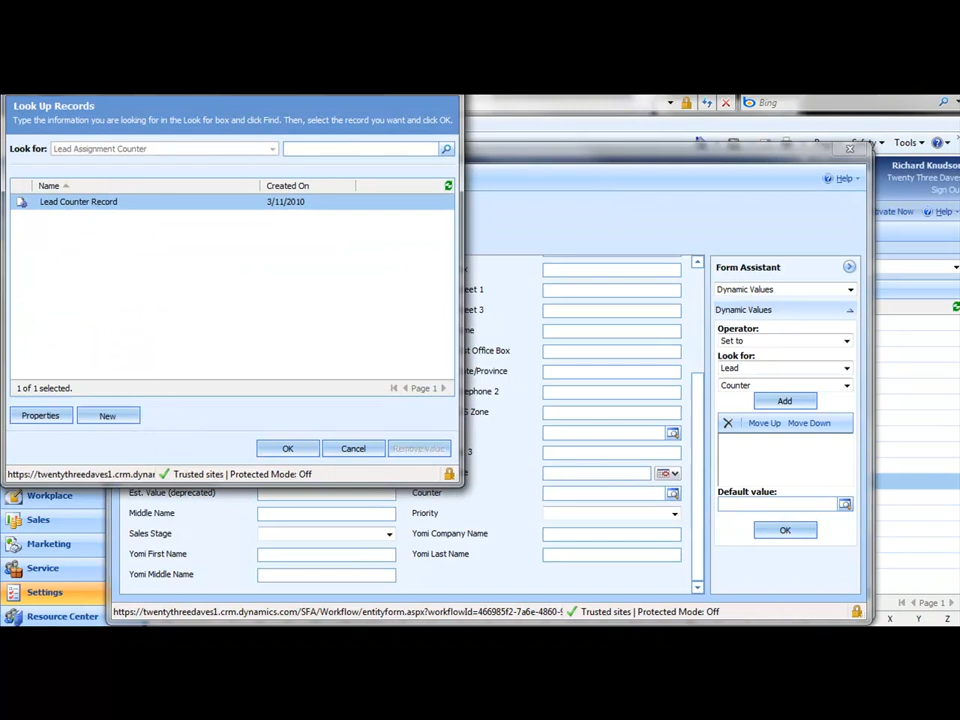 Look Up Records
Type the information you are looking for in the Look for box and click Find. Then, select the record you want and click OK.
Look for: Lead Assignment Counter
Name Created On
Lead Counter Record 3/11/2010
1 of 1 selected.
Page 1
Properties New
OK Cancel Remove Value
https://twentythreedaves1.crm.dynar Trusted sites | Protected Mode: Off
Bing
Tools
Richard Knudson
Twenty Three Daves
Sign Out
Help
Help
Form Assistant
Dynamic Values
Dynamic Values
Operator:
Set to
Look for:
Lead
Counter
Add
Move Up Move Down
Default value:
OK
Street 3
Post Office Box
State/Province
Telephone 2
Zone
3
Est. Value (deprecated) Counter
Middle Name Priority
Sales Stage Yomi Company Name
Yomi First Name Yomi Last Name
Yomi Middle Name
https://twentythreedaves1.crm.dynamics.com/SFA/Workflow/entityform.aspx?workflowId=466985f2-7a6e-4860-9 Trusted sites | Protected Mode: Off
Workplace
Sales
Marketing
Service
Settings
Resource Center
Page 1
X Y Z